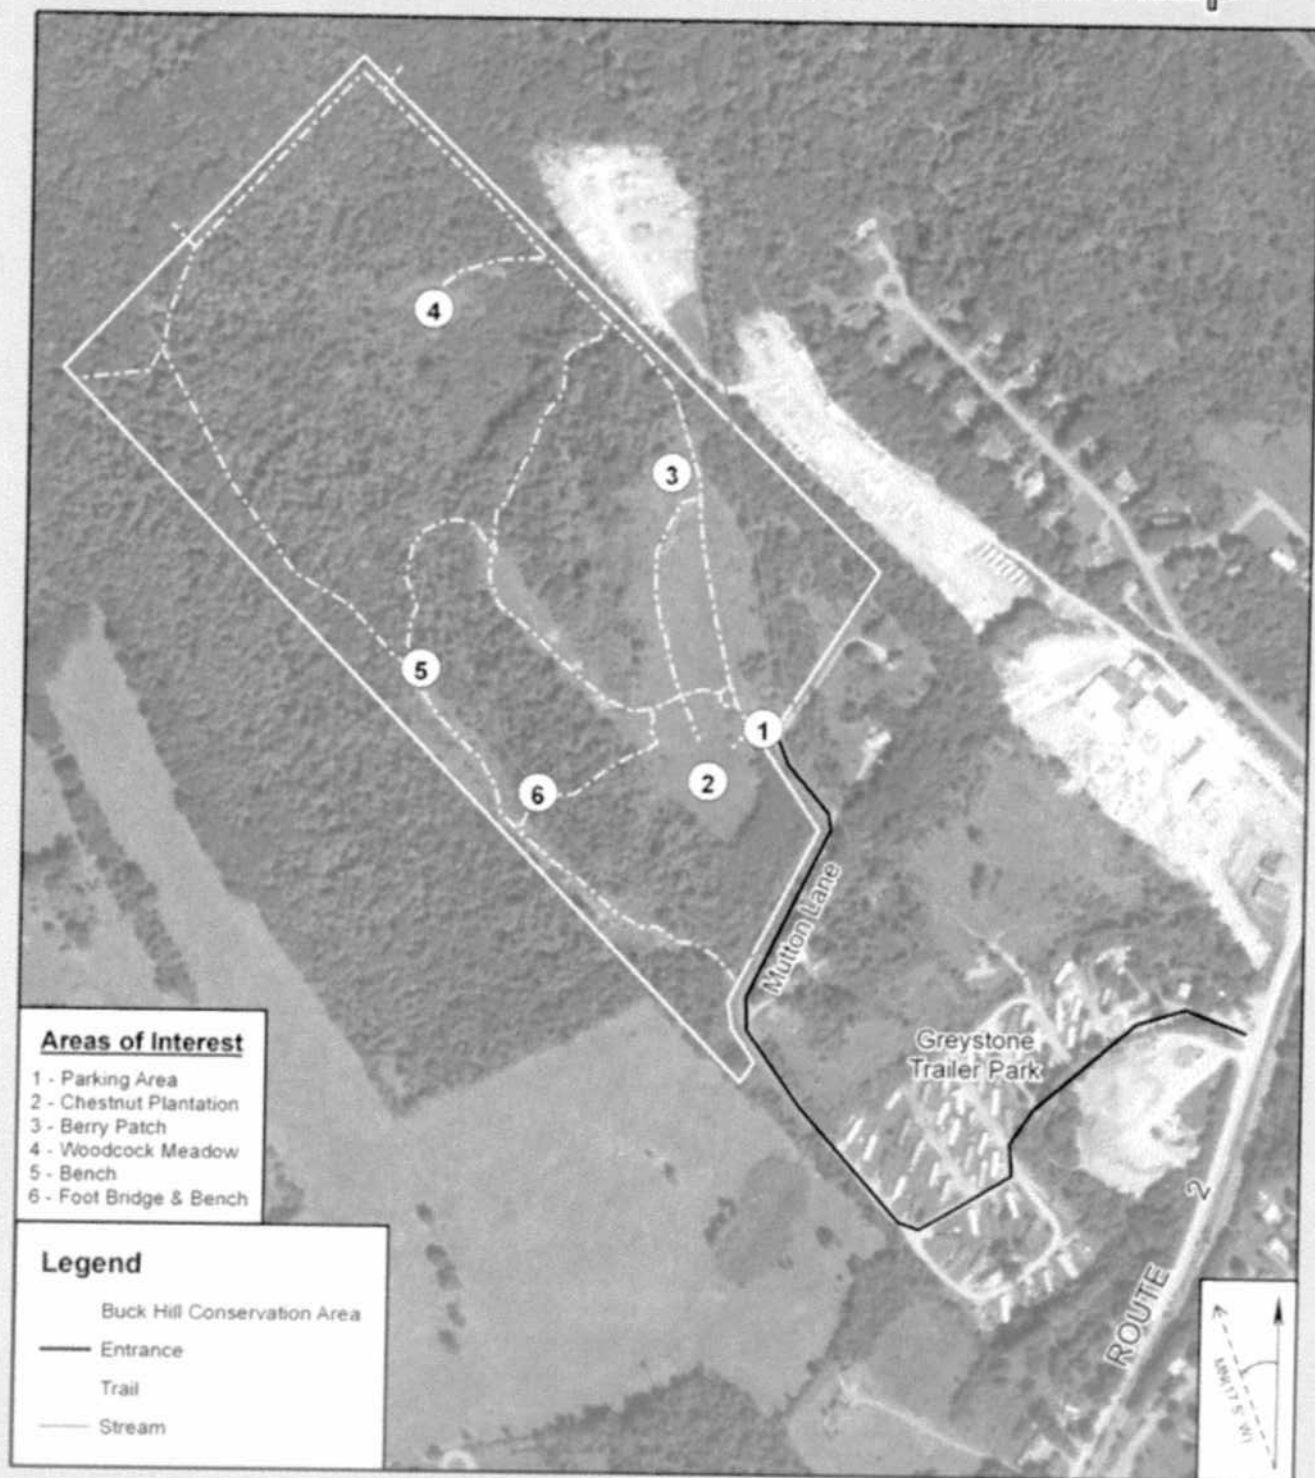 4
3
5
1
6
2
Mutton Lane
Greystone
Trailer Park
ROUTE 2
Areas of Interest
1 - Parking Area
2 - Chestnut Plantation
3 - Berry Patch
4 - Woodcock Meadow
5 - Bench
6 - Foot Bridge & Bench
Legend
Buck Hill Conservation Area
Entrance
Trail
Stream